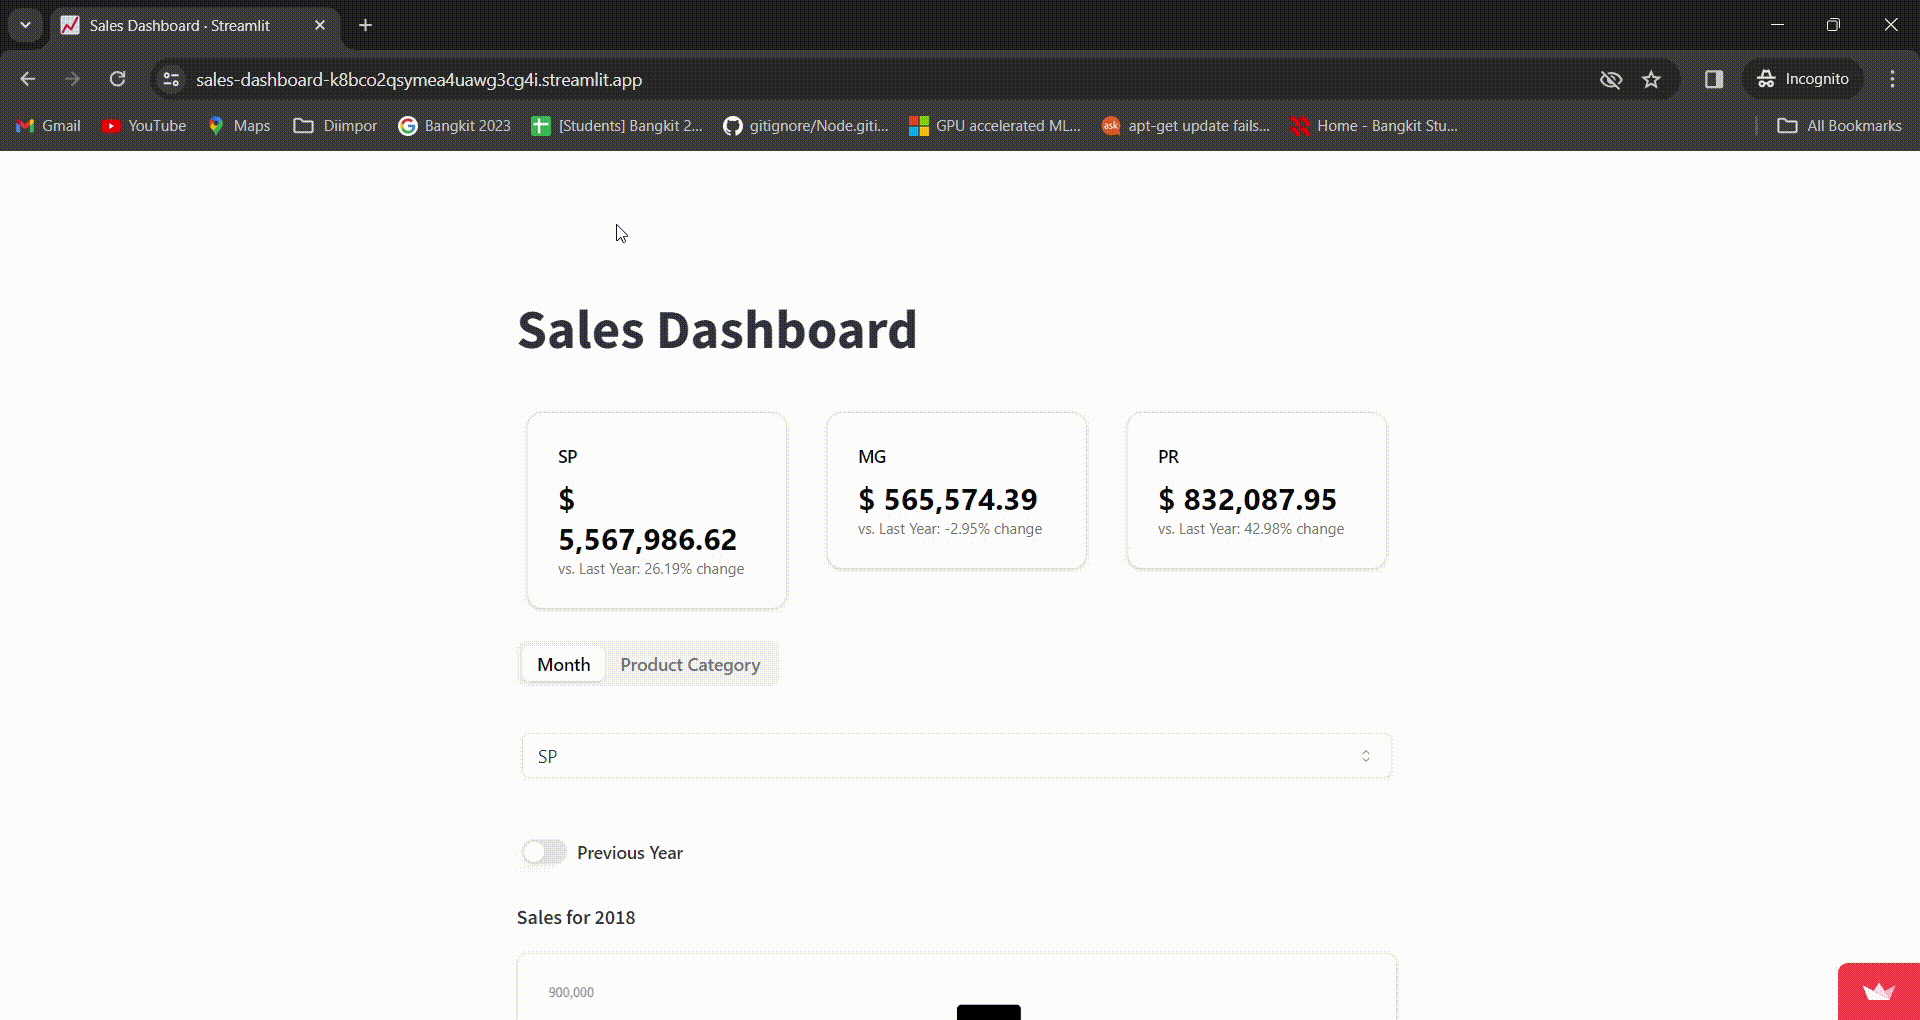 Sales Dashboard · Streamlit
sales-dashboard-k8bco2qsymea4uawg3cg4i.streamlit.app
Incognito
Gmail YouTube Maps Diimpor Bangkit 2023 [Students] Bangkit 2... gitignore/Node.giti... GPU accelerated ML... ask apt-get update fails... Home - Bangkit Stu... All Bookmarks
Sales Dashboard
SP
$
5,567,986.62
vs. Last Year: 26.19% change
MG
$ 565,574.39
vs. Last Year: -2.95% change
PR
$ 832,087.95
vs. Last Year: 42.98% change
Month Product Category
SP
Previous Year
Sales for 2018
900,000